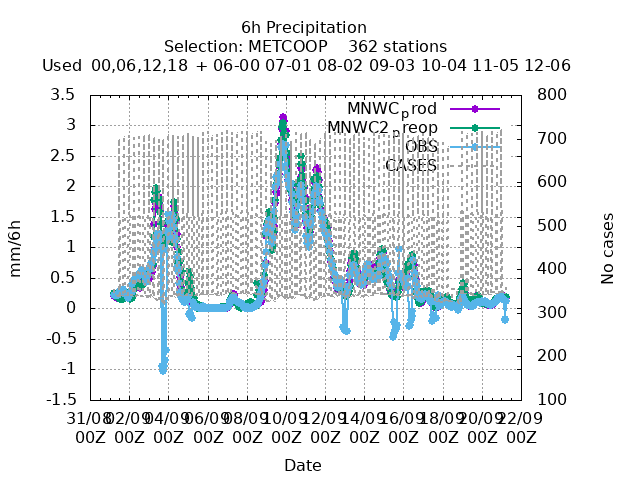 6h Precipitation
Selection: METCOOP    362 stations
Used  00,06,12,18  + 06-00 07-01 08-02 09-03 10-04 11-05 12-06
3.5
3
2.5
2
1.5
1
0.5
0
-0.5
-1
-1.5
mm/6h
800
700
600
500
400
300
200
100
No cases
MNWCprod
MNWC2preop
OBS
CASES
31/08 02/09 04/09 06/09 08/09 10/09 12/09 14/09 16/09 18/09 20/09 22/09
00Z 00Z 00Z 00Z 00Z 00Z 00Z 00Z 00Z 00Z 00Z 00Z
Date